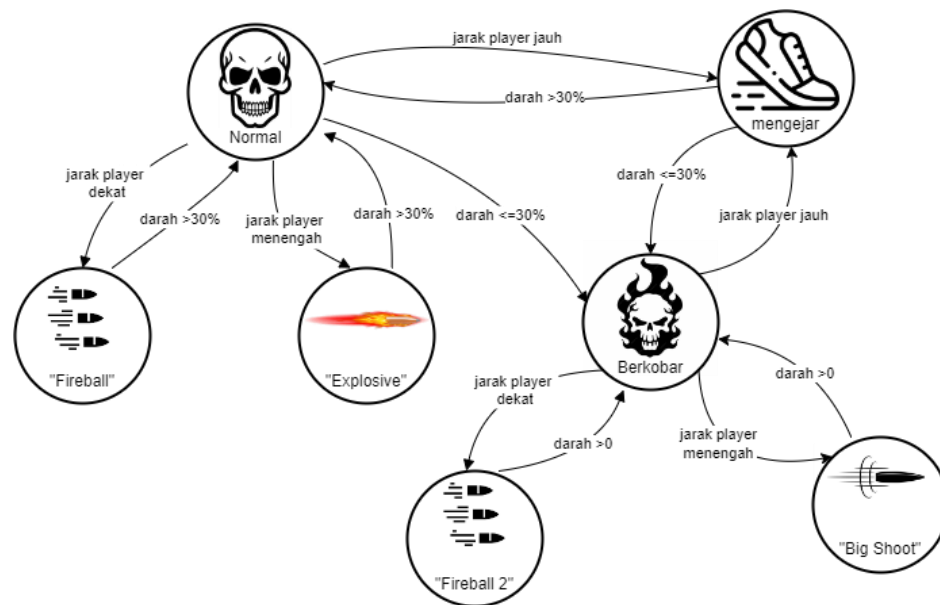 jarak player jauh
darah >30%
Normal
mengejar
jarak player
dekat
darah >30%
jarak player
menengah
darah >30%
darah <=30%
darah <=30%
jarak player jauh
"Fireball"
"Explosive"
Berkobar
jarak player
dekat
darah >0
jarak player
menengah
darah >0
"Fireball 2"
"Big Shoot"